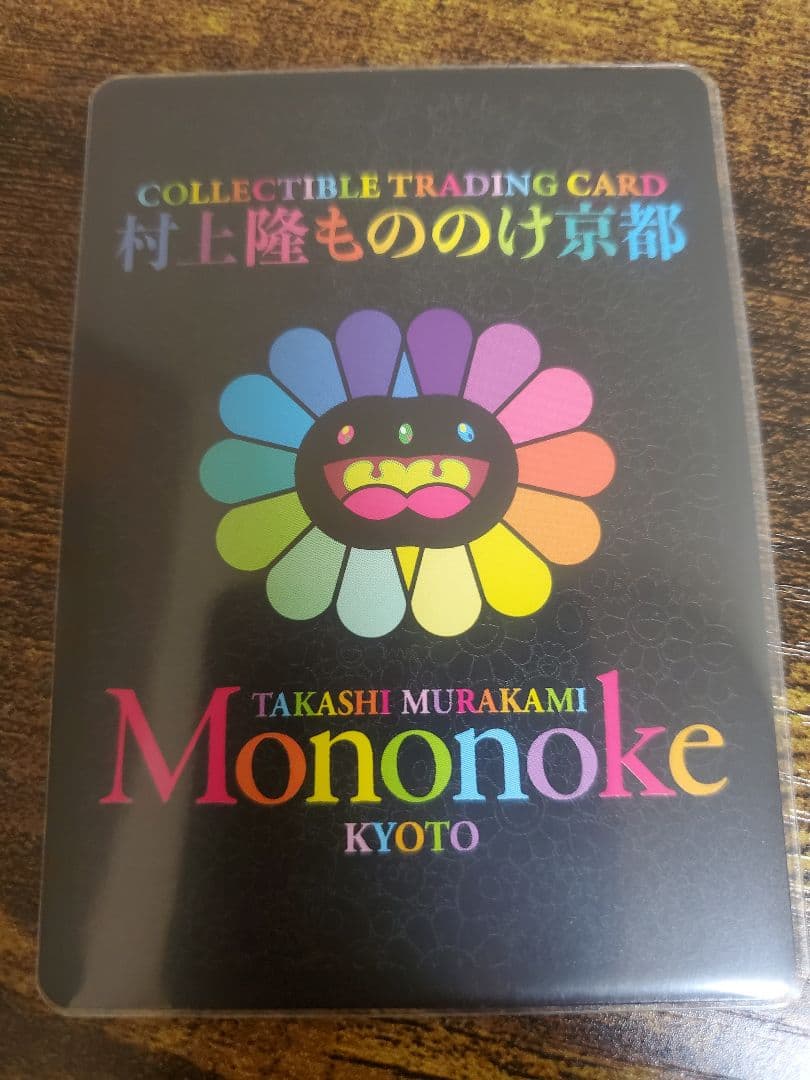 COLLECTIBLE TRADING CARD
村上隆もののけ京都
TAKASHI MURAKAMI
Mononoke
KYOTO